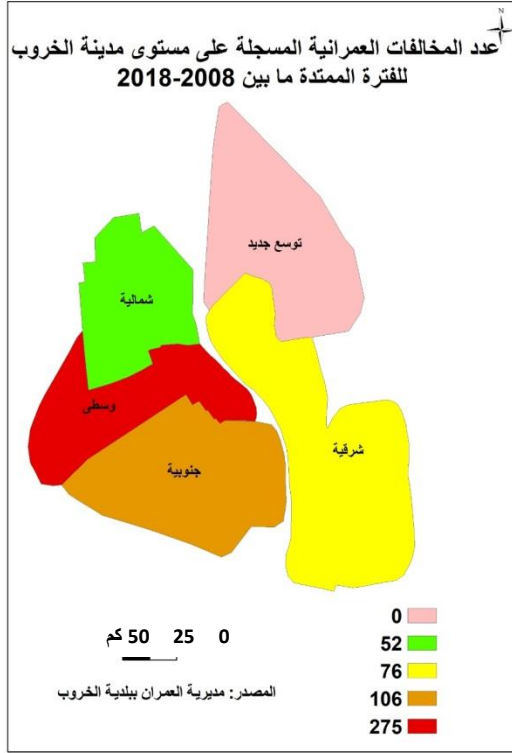 N
عدد المخالفات العمرانية المسجلة على مستوى مدينة الخروب
للفترة الممتدة ما بين 2008-2018
توسع جديد
شمالية
وسطى
شرقية
جنوبية
0 25 50 كم
المصدر: مديرية العمران ببلدية الخروب
0
52
76
106
275